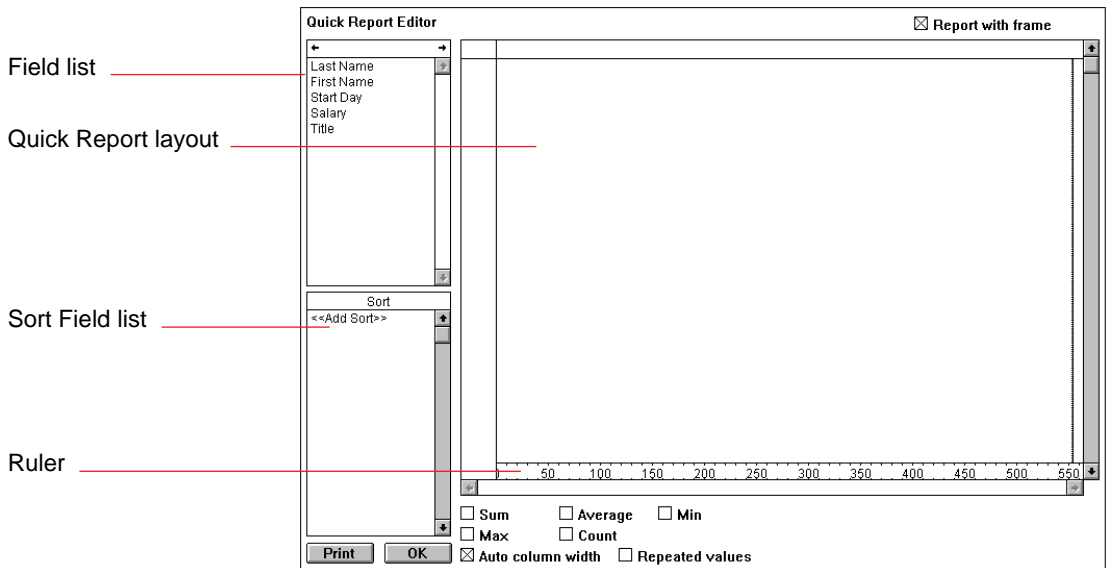 Quick Report Editor
Report with frame
Field list
Last Name
First Name
Start Day
Salary
Title
Quick Report layout
Sort
<<Add Sort>>
Sort Field list
Ruler
0 50 100 150 200 250 300 350 400 450 500 550
Sum Average Min
Max Count
Auto column width Repeated values
Print OK